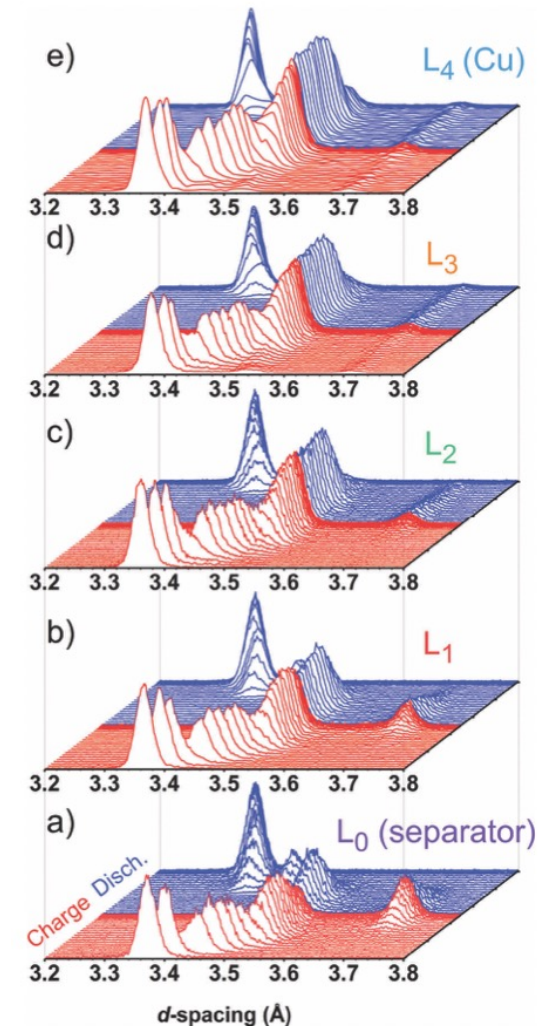 e)
L4 (Cu)
3.2 3.3 3.4 3.5 3.6 3.7 3.8
d)
L3
3.2 3.3 3.4 3.5 3.6 3.7 3.8
c)
L2
3.2 3.3 3.4 3.5 3.6 3.7 3.8
b)
L1
3.2 3.3 3.4 3.5 3.6 3.7 3.8
a)
L0 (separator)
Charge Disch.
3.2 3.3 3.4 3.5 3.6 3.7 3.8
d-spacing (Å)